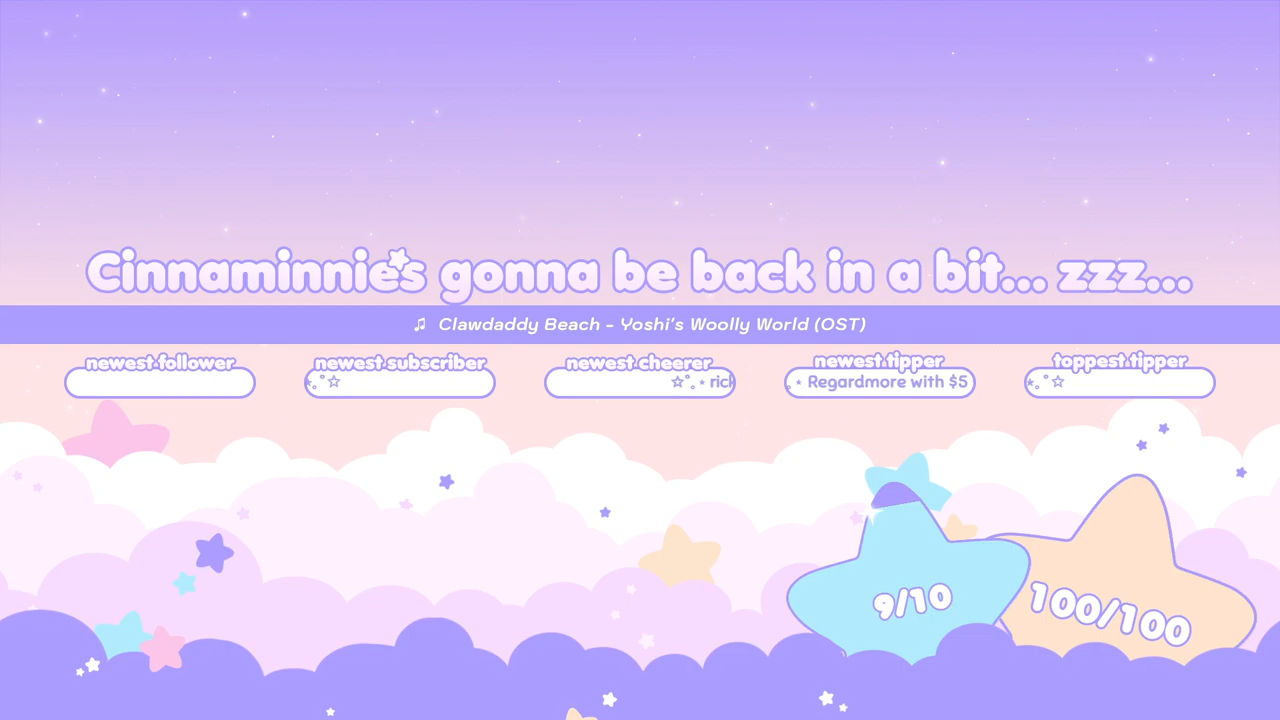 Cinnaminnie's gonna be back in a bit... zzz...
♫ Clawdaddy Beach - Yoshi's Woolly World (OST)
newest follower
newest subscriber
newest cheerer
newest tipper
toppest tipper
Regardmore with $5
9/10
100/100